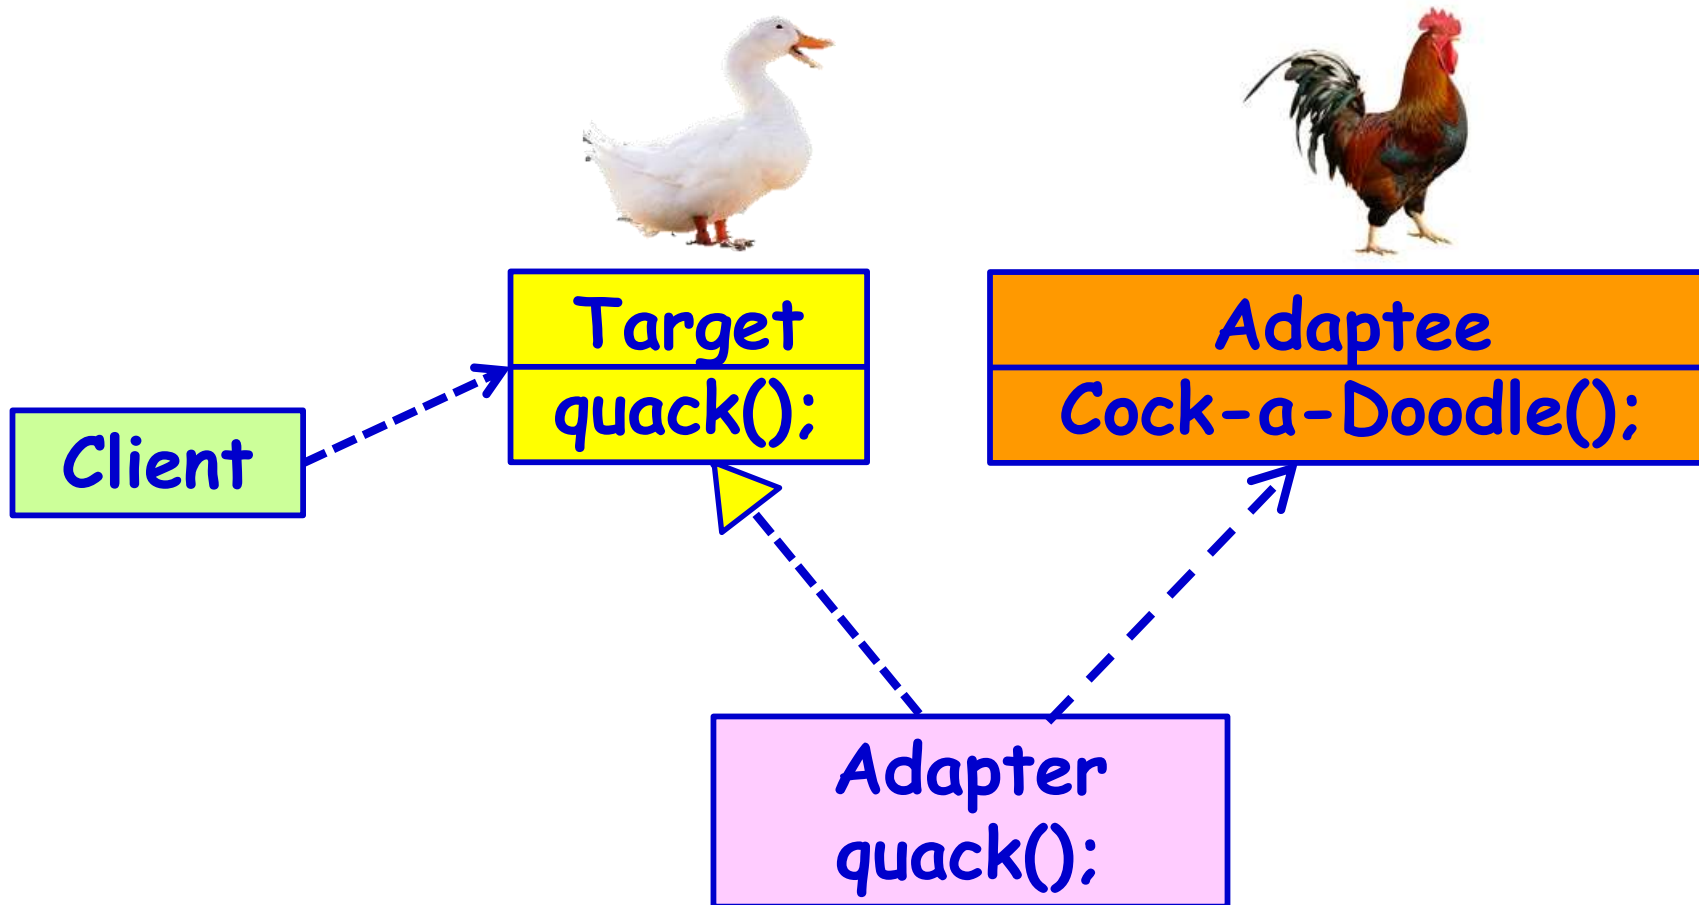 Target
quack();
Adaptee
Cock-a-Doodle();
Client
Adapter
quack();